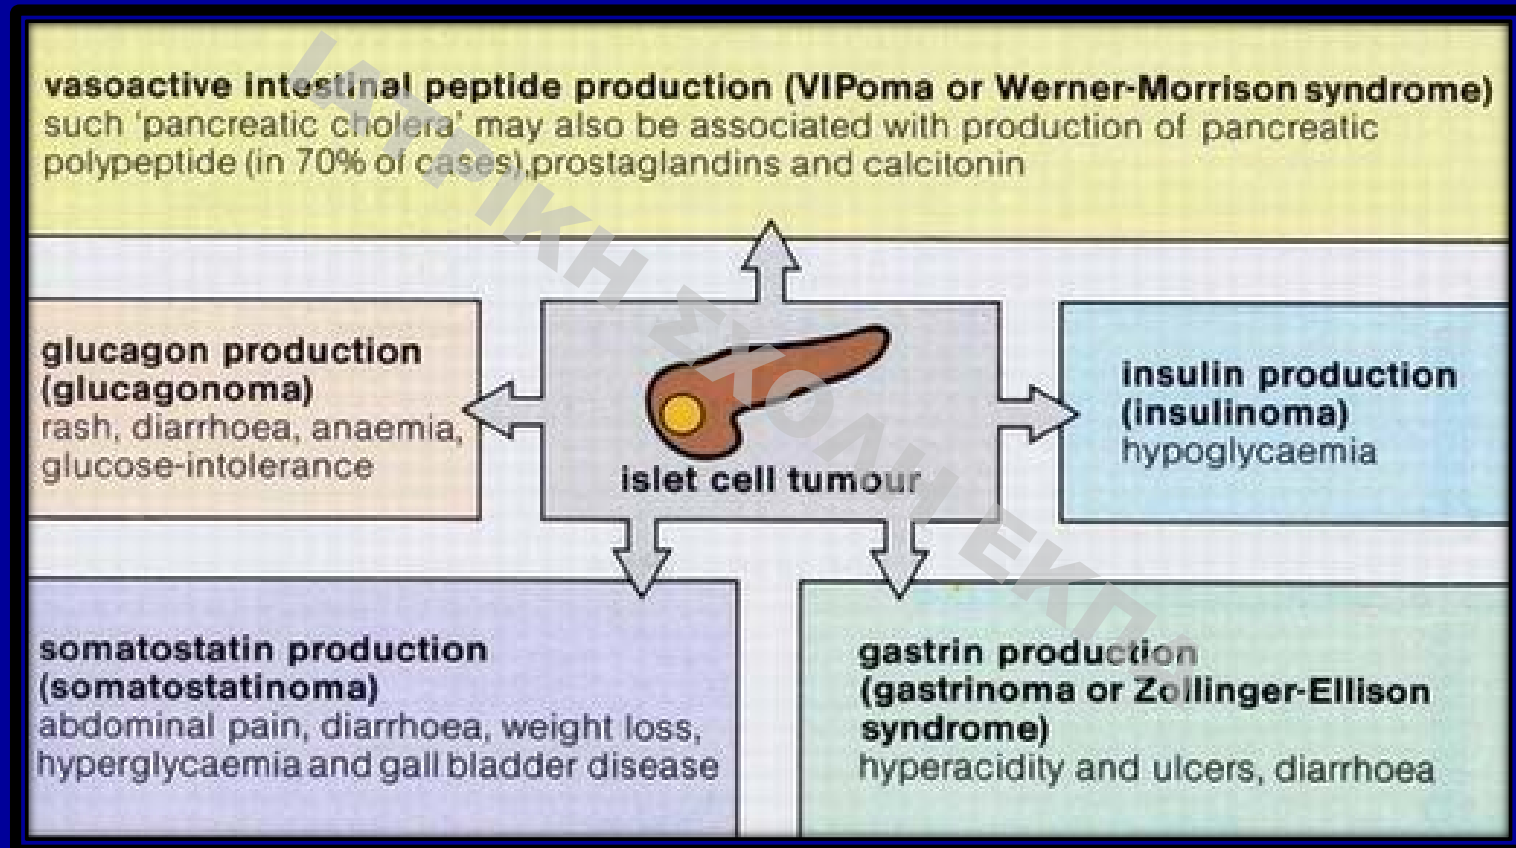 vasoactive intestinal peptide production (VIPoma or Werner-Morrison syndrome)
such 'pancreatic cholera' may also be associated with production of pancreatic
polypeptide (in 70% of cases),prostaglandins and calcitonin
glucagon production
(glucagonoma)
rash, diarrhoea, anaemia,
glucose-intolerance
islet cell tumour
insulin production
(insulinoma)
hypoglycaemia
somatostatin production
(somatostatinoma)
abdominal pain, diarrhoea, weight loss,
hyperglycaemia and gall bladder disease
gastrin production
(gastrinoma or Zollinger-Ellison
syndrome)
hyperacidity and ulcers, diarrhoea
ΙΑΤΡΙΚΗ ΣΧΟΛΗ ΕΚΠΑ